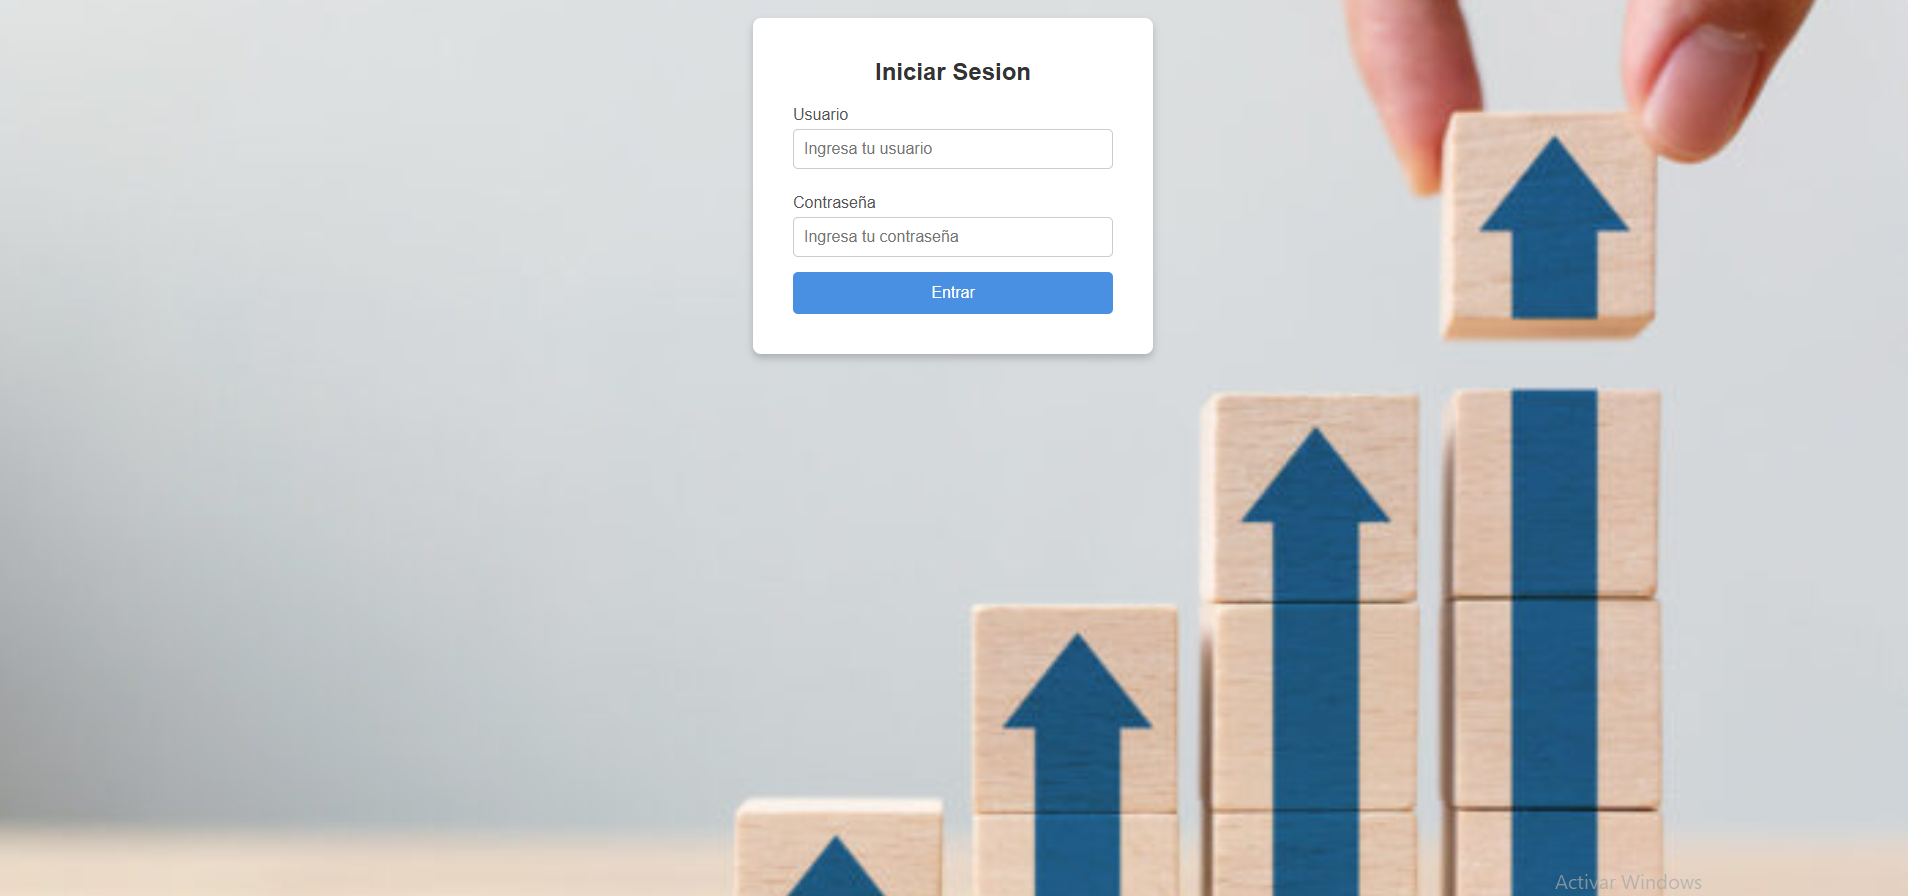 Iniciar Sesion
Usuario
Ingresa tu usuario
Contraseña
Ingresa tu contraseña
Entrar
Activar Windows